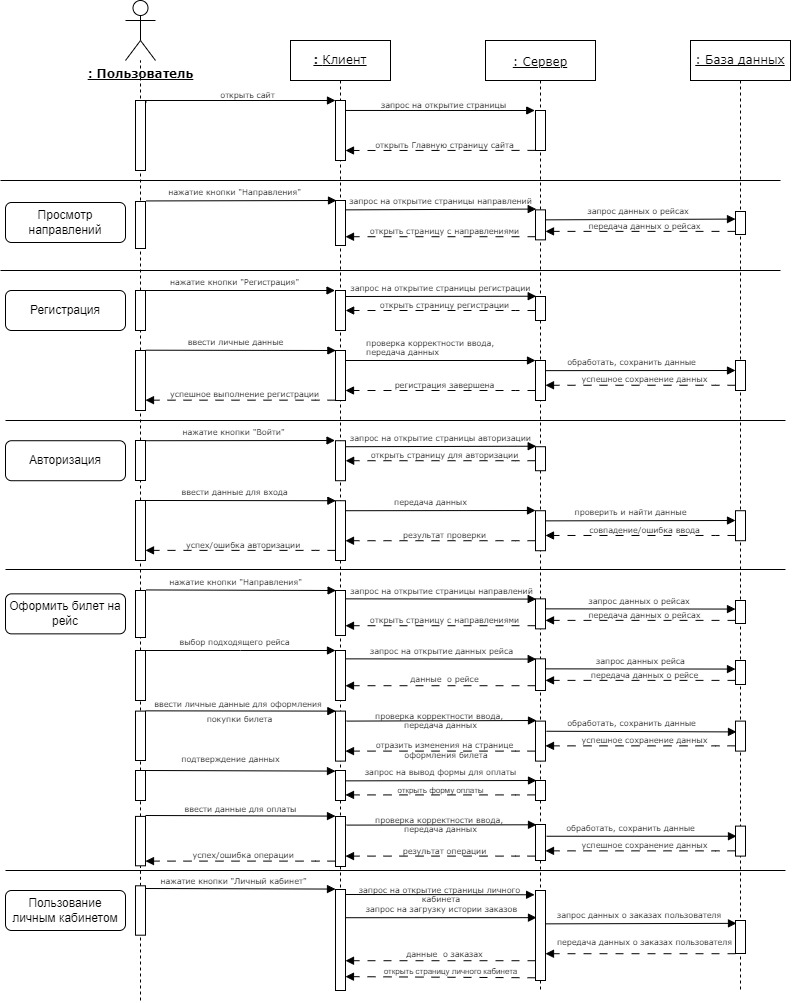 : Пользователь
: Клиент
: Сервер
: База данных
открыть сайт
запрос на открытие страницы
открыть Главную страницу сайта
Просмотр
направлений
нажатие кнопки "Направления"
запрос на открытие страницы направлений
запрос данных о рейсах
передача данных о рейсах
открыть страницу с направлениями
Регистрация
нажатие кнопки "Регистрация"
запрос на открытие страницы регистрации
открыть страницу регистрации
ввести личные данные
проверка корректности ввода,
передача данных
обработать, сохранить данные
успешное сохранение данных
регистрация завершена
успешное выполнение регистрации
Авторизация
нажатие кнопки "Войти"
запрос на открытие страницы авторизации
открыть страницу для авторизации
ввести данные для входа
передача данных
проверить и найти данные
совпадение/ошибка ввода
результат проверки
успех/ошибка авторизации
Оформить билет на
рейс
нажатие кнопки "Направления"
запрос на открытие страницы направлений
запрос данных о рейсах
передача данных о рейсах
открыть страницу с направлениями
выбор подходящего рейса
запрос на открытие данных рейса
запрос данных рейса
передача данных о рейсе
данные о рейсе
ввести личные данные для оформления
покупки билета
проверка корректности ввода,
передача данных
обработать, сохранить данные
успешное сохранение данных
отразить изменения на странице
оформления билета
подтверждение данных
запрос на вывод формы для оплаты
открыть форму оплаты
ввести данные для оплаты
проверка корректности ввода,
передача данных
обработать, сохранить данные
успешное сохранение данных
результат операции
успех/ошибка операции
Пользование
личным кабинетом
нажатие кнопки "Личный кабинет"
запрос на открытие страницы личного
кабинета
запрос на загрузку истории заказов
запрос данных о заказах пользователя
передача данных о заказах пользователя
данные о заказах
открыть страницу личного кабинета